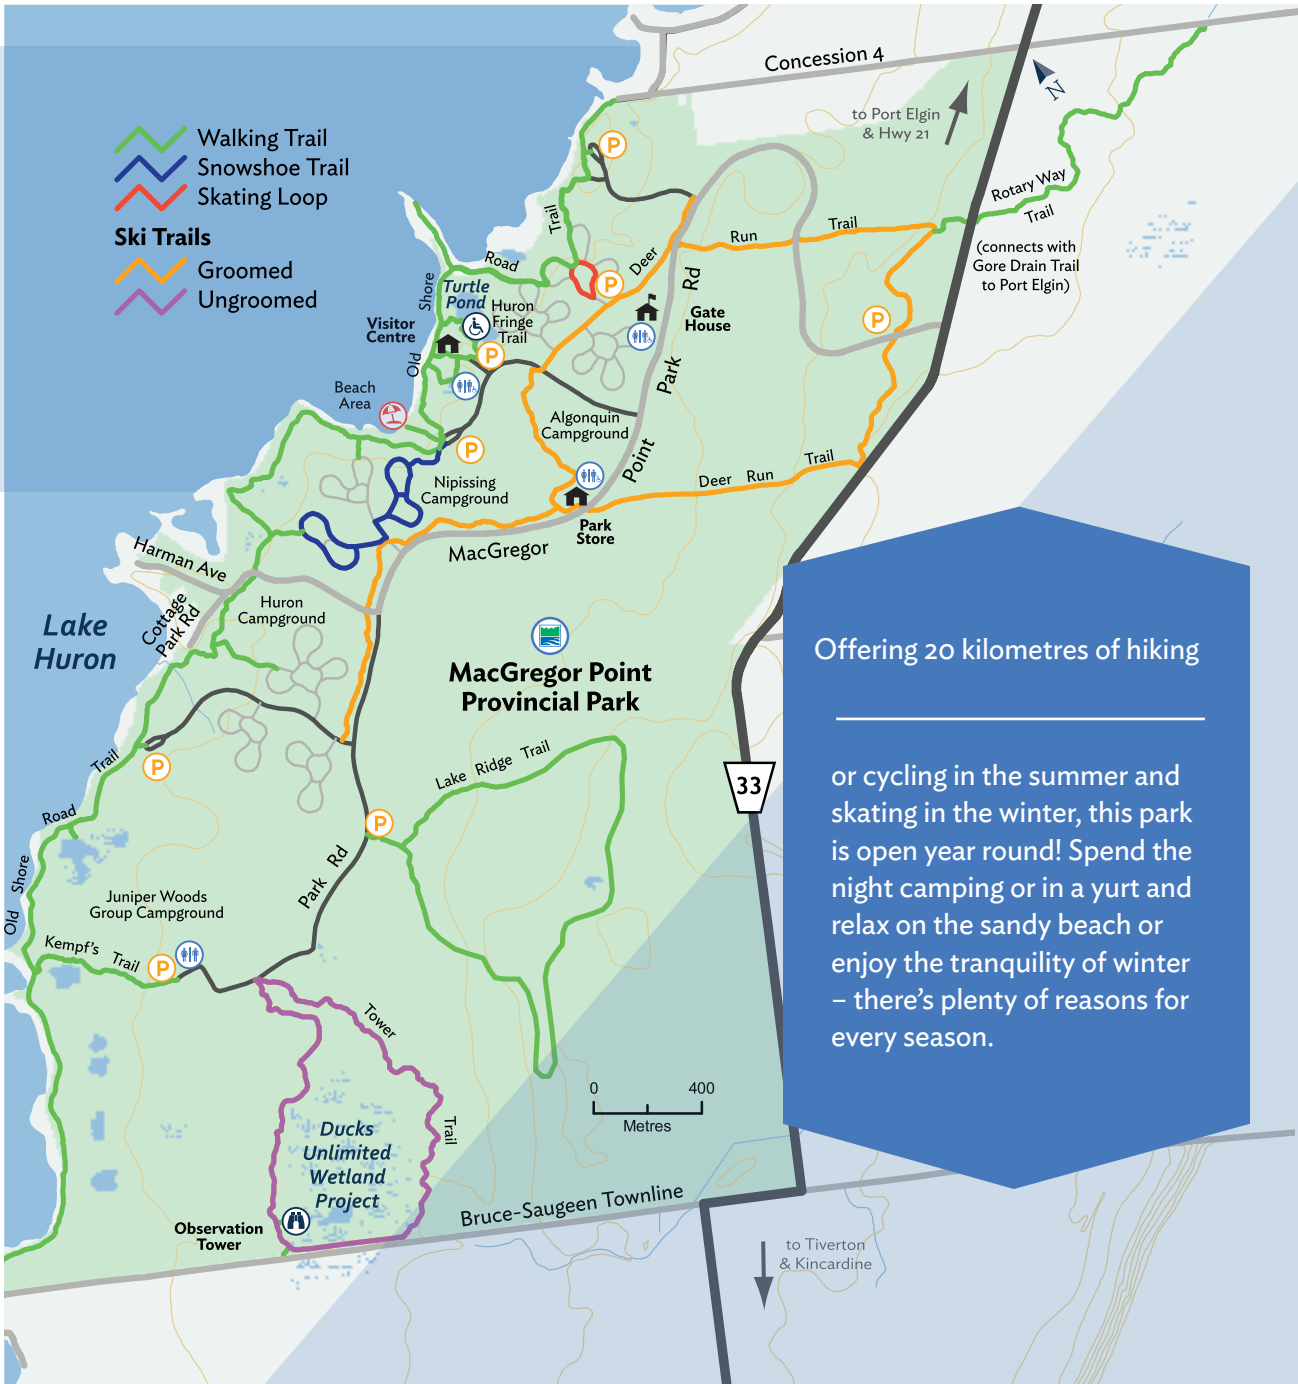 Concession 4
to Port Elgin
& Hwy 21
N
Walking Trail
Snowshoe Trail
Skating Loop
Ski Trails
Groomed
Ungroomed
P
Rotary Way
Trail
(connects with
Gore Drain Trail
to Port Elgin)
Trail
Road
Shore
Old
Deer
Run
Trail
P
Turtle
Pond
Huron
Fringe
Trail
Visitor
Centre
P
Gate
House
P
Beach
Area
MacGregor
Point
Park
Rd
Algonquin
Campground
P
Nipissing
Campground
Deer Run Trail
Park
Store
Harman Ave
Cottage
Park Rd
Huron
Campground
Lake
Huron
MacGregor Point
Provincial Park
Offering 20 kilometres of hiking
or cycling in the summer and
skating in the winter, this park
is open year round! Spend the
night camping or in a yurt and
relax on the sandy beach or
enjoy the tranquility of winter
– there’s plenty of reasons for
every season.
Trail
P
Lake Ridge Trail
33
Road
P
Shore
Old
Park Rd
Juniper Woods
Group Campground
Kempf's Trail
P
Tower
Trail
0 400
Metres
Ducks
Unlimited
Wetland
Project
Observation
Tower
Bruce-Saugeen Townline
to Tiverton
& Kincardine